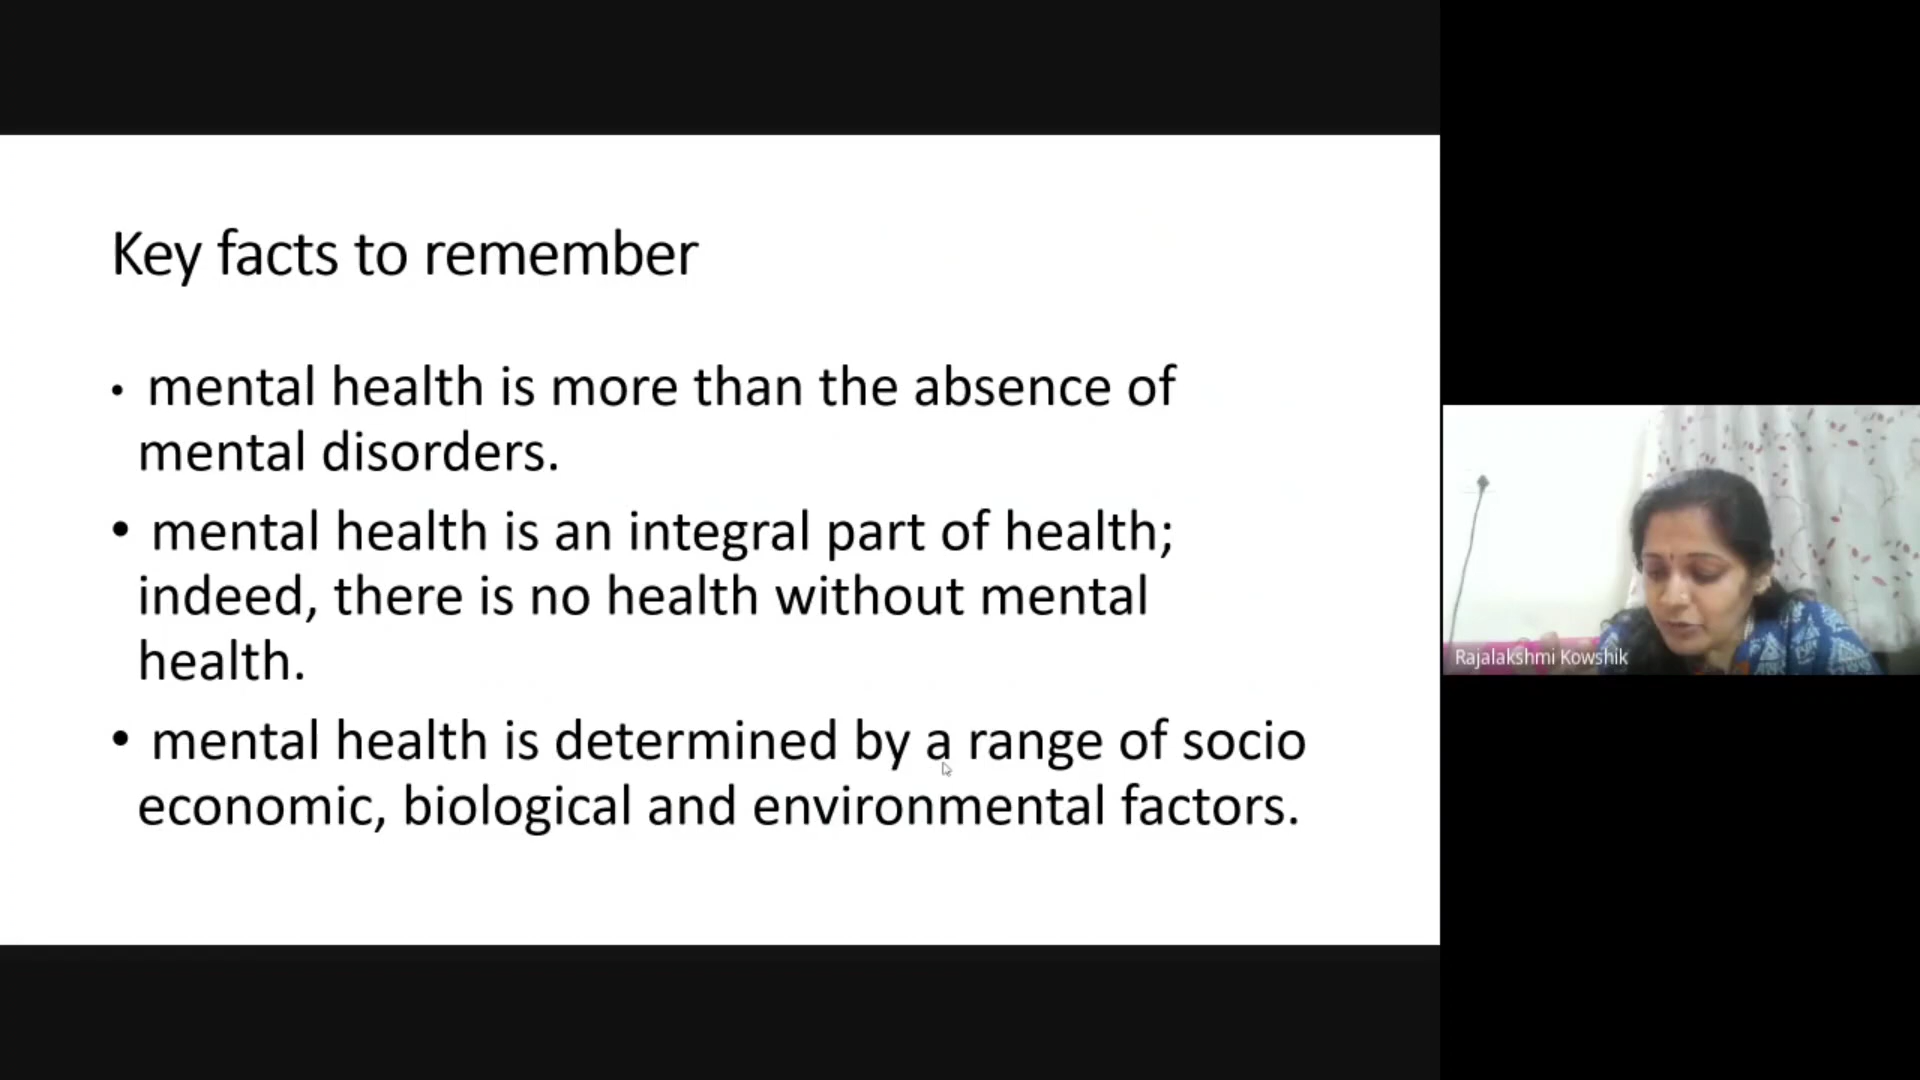 Key facts to remember
• mental health is more than the absence of
mental disorders.
• mental health is an integral part of health;
indeed, there is no health without mental
health.
• mental health is determined by a range of socio
economic, biological and environmental factors.
Rajalakshmi Kowshik